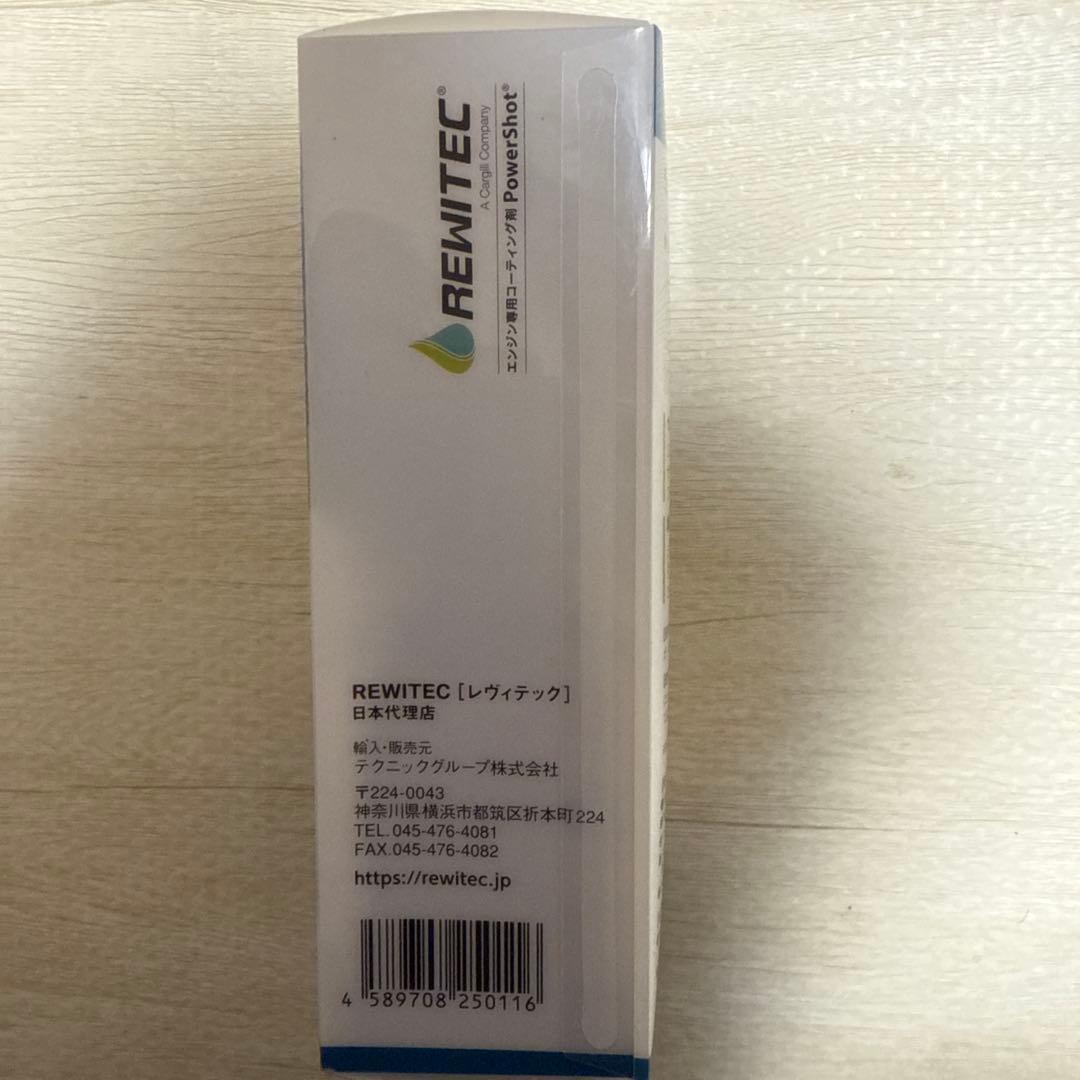 REWITEC®
A Cargill Company
エンジン専用コーティング剤 PowerShot®
REWITEC [レヴィテック]
日本代理店
輸入・販売元
テクニックグループ株式会社
〒224-0043
神奈川県横浜市都筑区折本町224
TEL.045-476-4081
FAX.045-476-4082
https://rewitec.jp
4 589708 250116